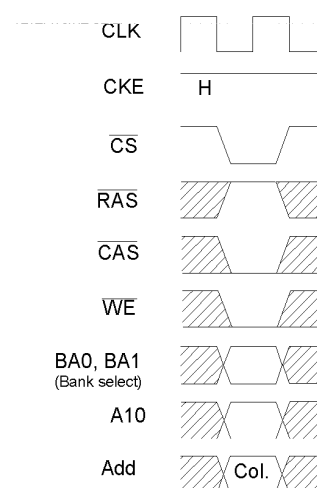 CLK
CKE H
CS
RAS
CAS
WE
BA0, BA1
(Bank select)
A10
Add Col.